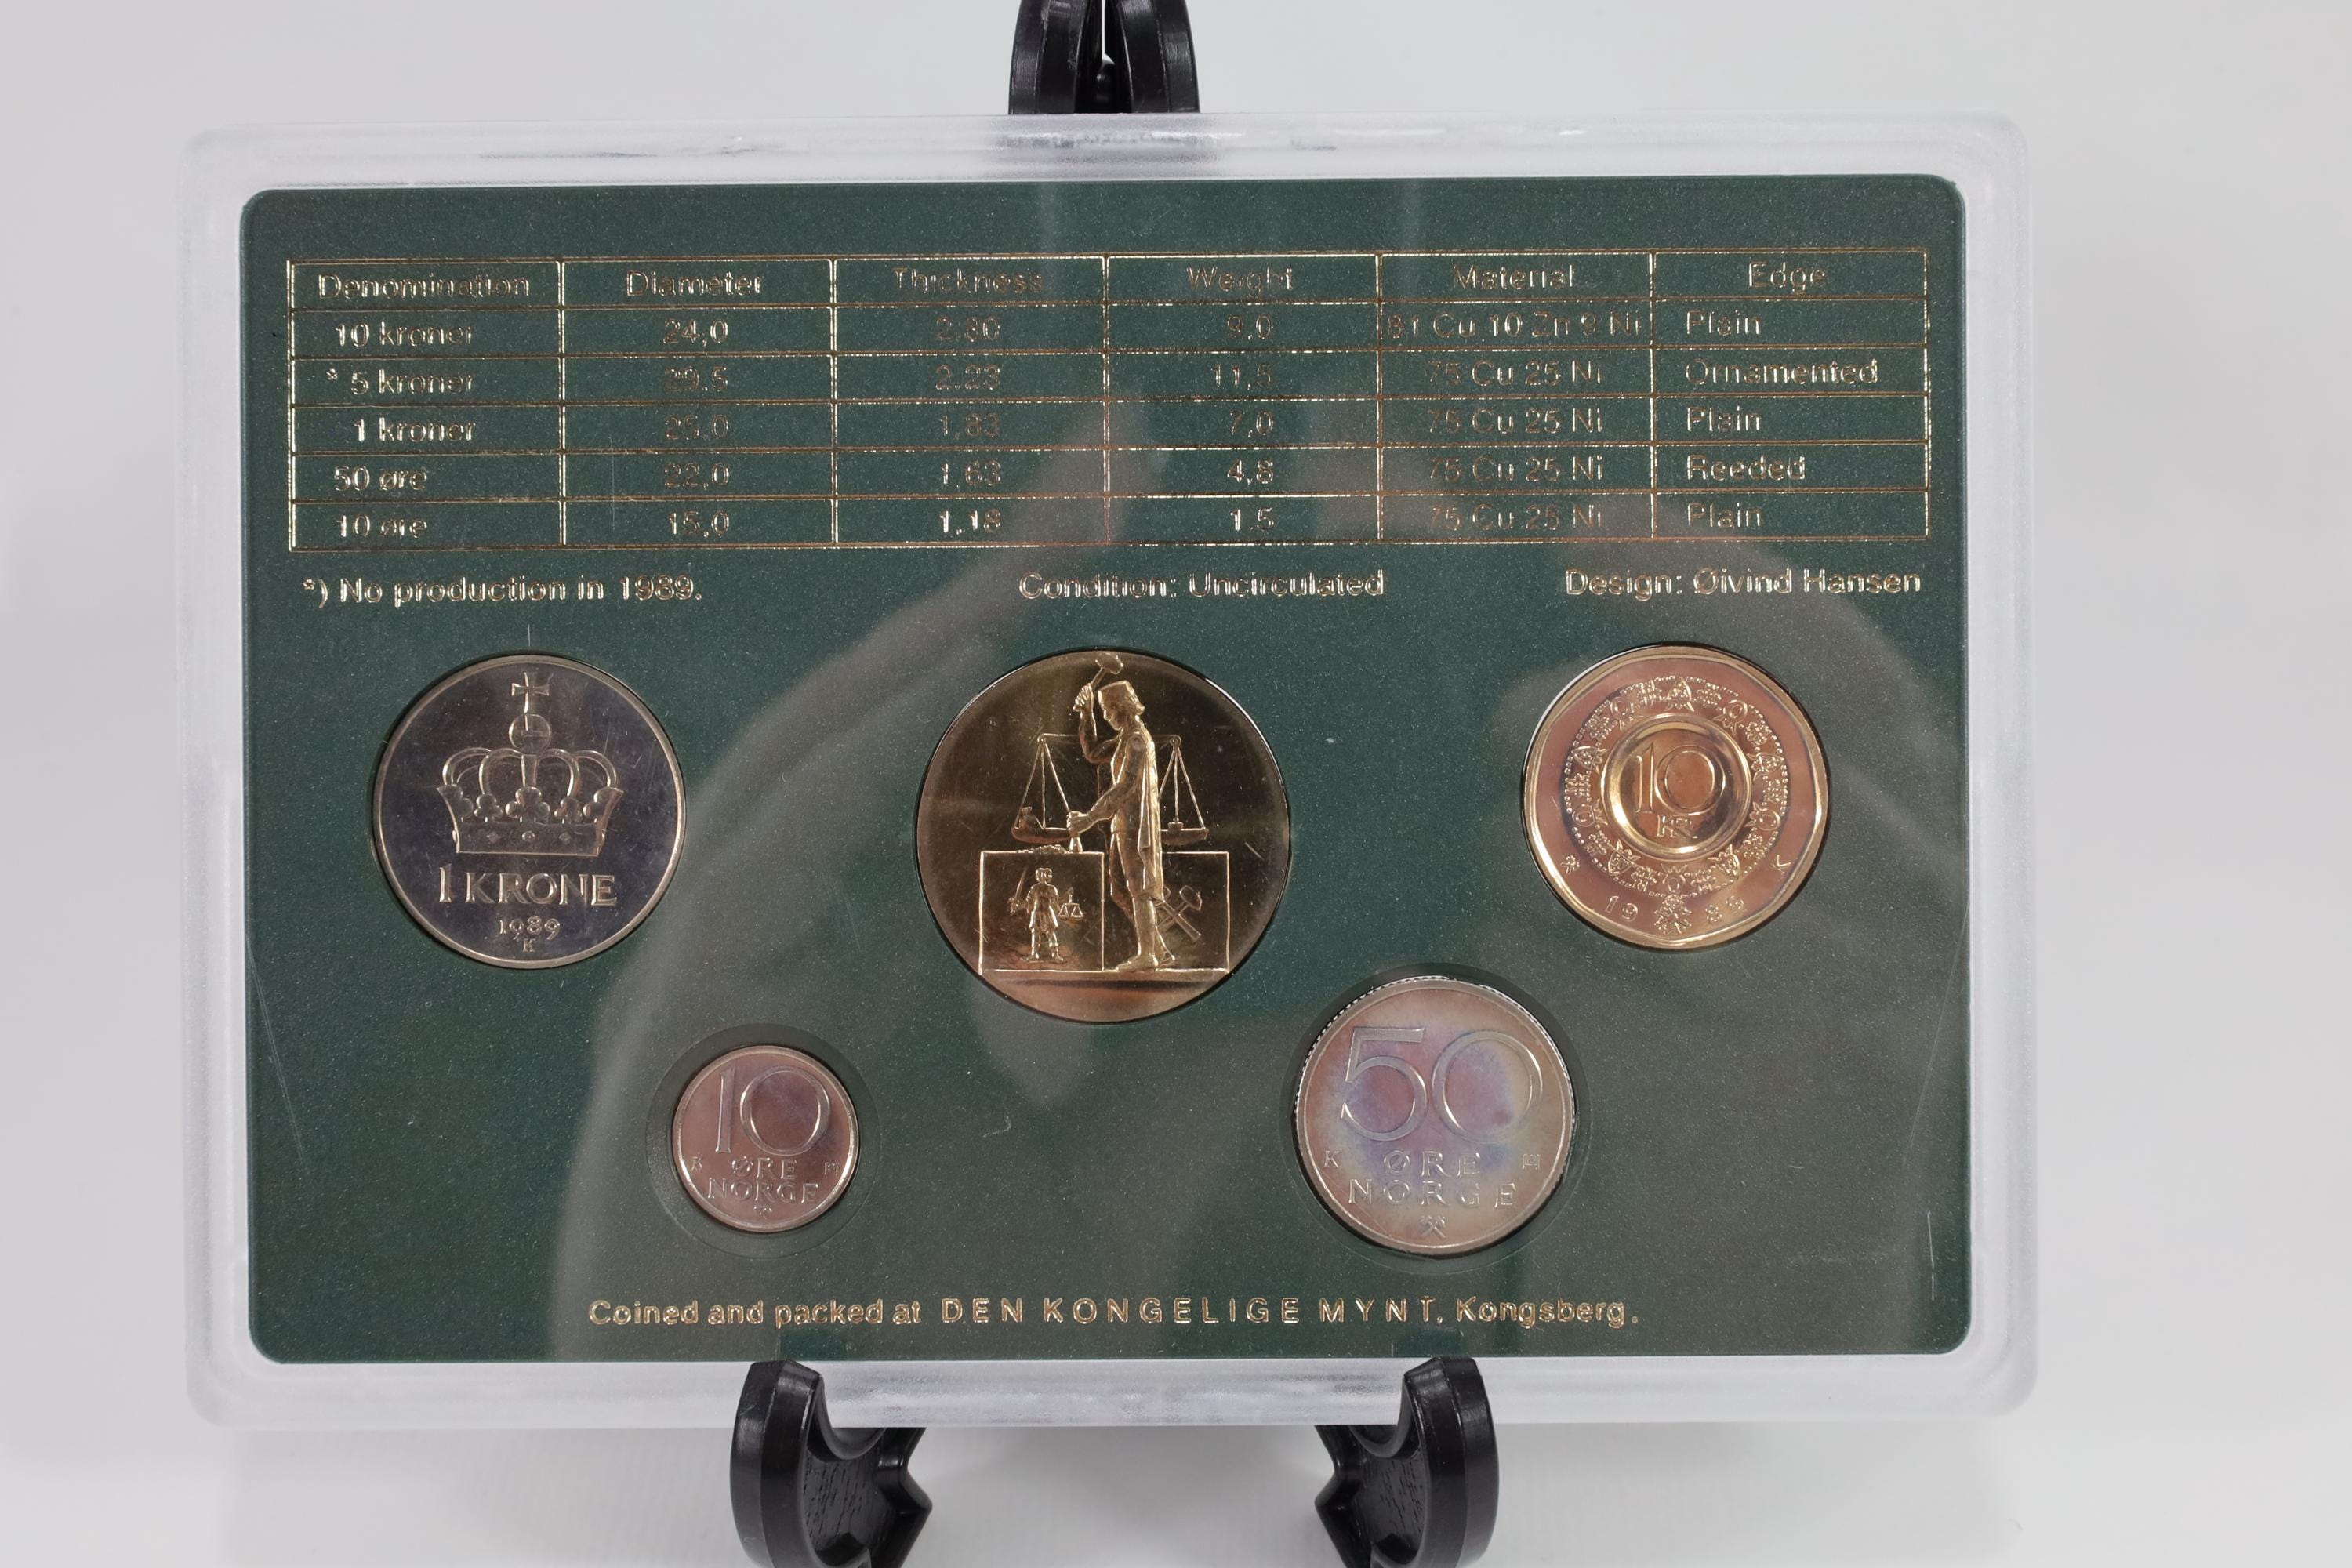 Denomination Diameter Thickness Weight Material Edge
10 kroner 24,0 2,80 9,0 81 Cu 10 Zn 9 Ni Plain
* 5 kroner 29,5 2,23 11,5 75 Cu 25 Ni Ornamented
1 kroner 25,0 1,83 7,0 75 Cu 25 Ni Plain
50 øre 22,0 1,63 4,8 75 Cu 25 Ni Reeded
10 øre 15,0 1,18 1,5 75 Cu 25 Ni Plain
*) No production in 1989. Condition: Uncirculated Design: Øivind Hansen
1 KRONE
1989
K
10
KR
K
1989
10
ØRE
NORGE
50
K ØRE
NORGE
Coined and packed at DEN KONGELIGE MYNT, Kongsberg.